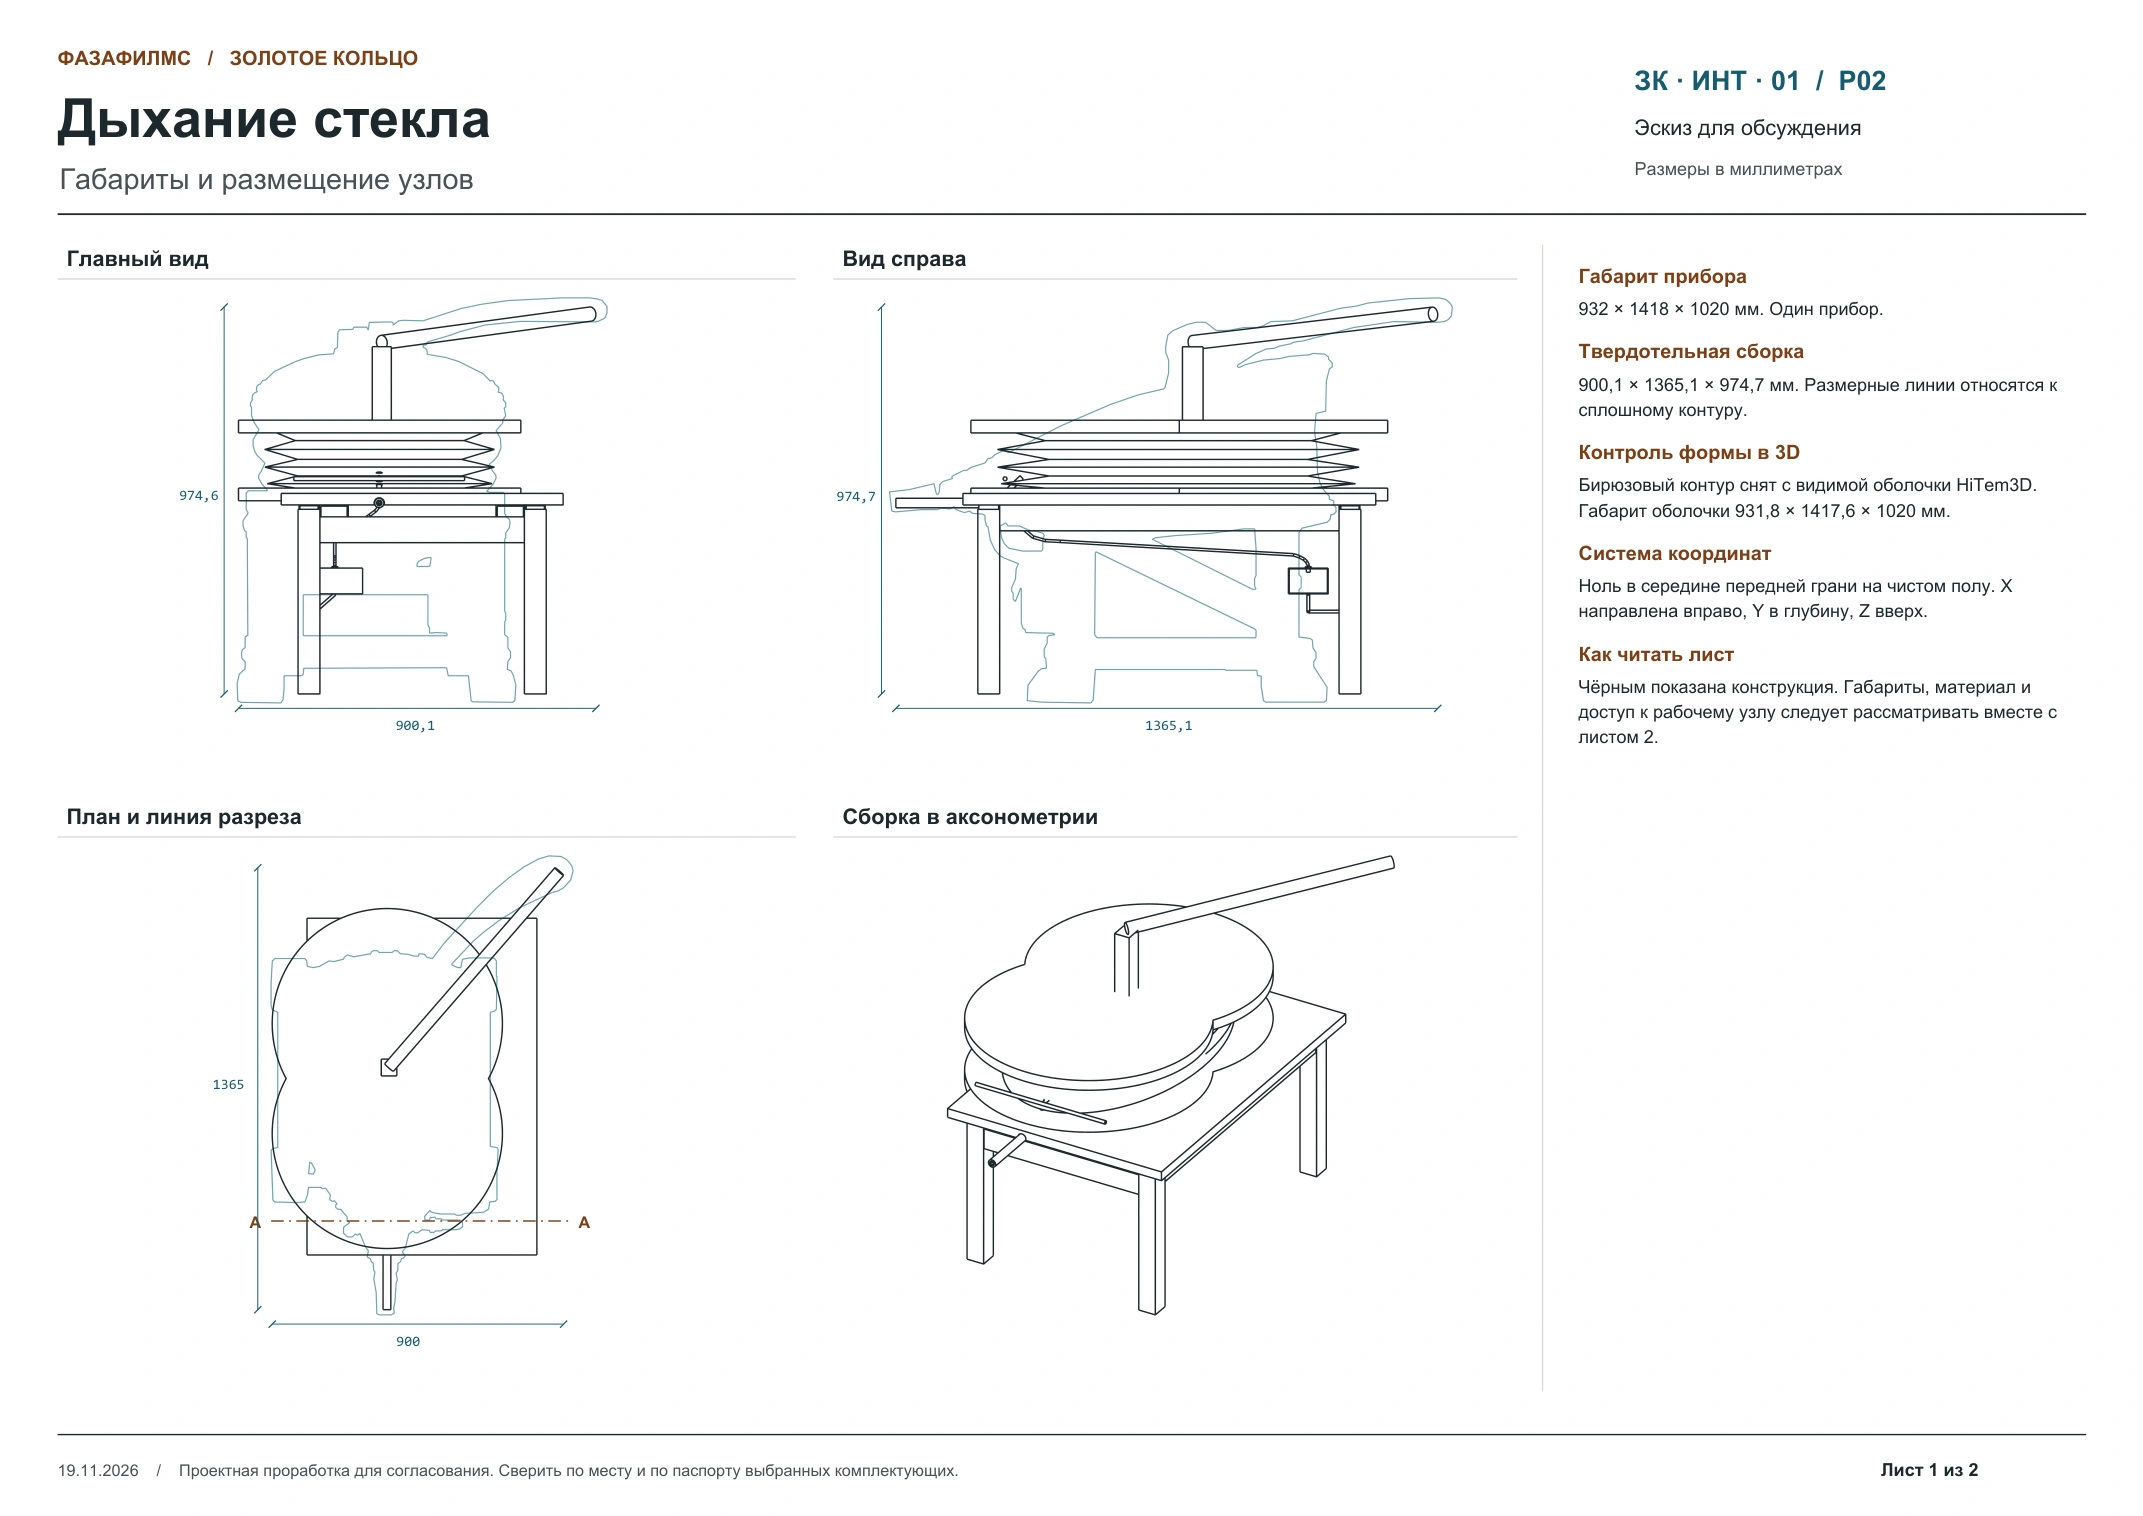 ФАЗАФИЛМС / ЗОЛОТОЕ КОЛЬЦО
Дыхание стекла
Габариты и размещение узлов
ЗК · ИНТ · 01 / Р02
Эскиз для обсуждения
Размеры в миллиметрах
Главный вид
974,6
900,1
Вид справа
974,7
1365,1
План и линия разреза
1365
А
А
900
Сборка в аксонометрии
Габарит прибора
932 × 1418 × 1020 мм. Один прибор.
Твердотельная сборка
900,1 × 1365,1 × 974,7 мм. Размерные линии относятся к
сплошному контуру.
Контроль формы в 3D
Бирюзовый контур снят с видимой оболочки HiTem3D.
Габарит оболочки 931,8 × 1417,6 × 1020 мм.
Система координат
Ноль в середине передней грани на чистом полу. X
направлена вправо, Y в глубину, Z вверх.
Как читать лист
Чёрным показана конструкция. Габариты, материал и
доступ к рабочему узлу следует рассматривать вместе с
листом 2.
19.11.2026 / Проектная проработка для согласования. Сверить по месту и по паспорту выбранных комплектующих.
Лист 1 из 2